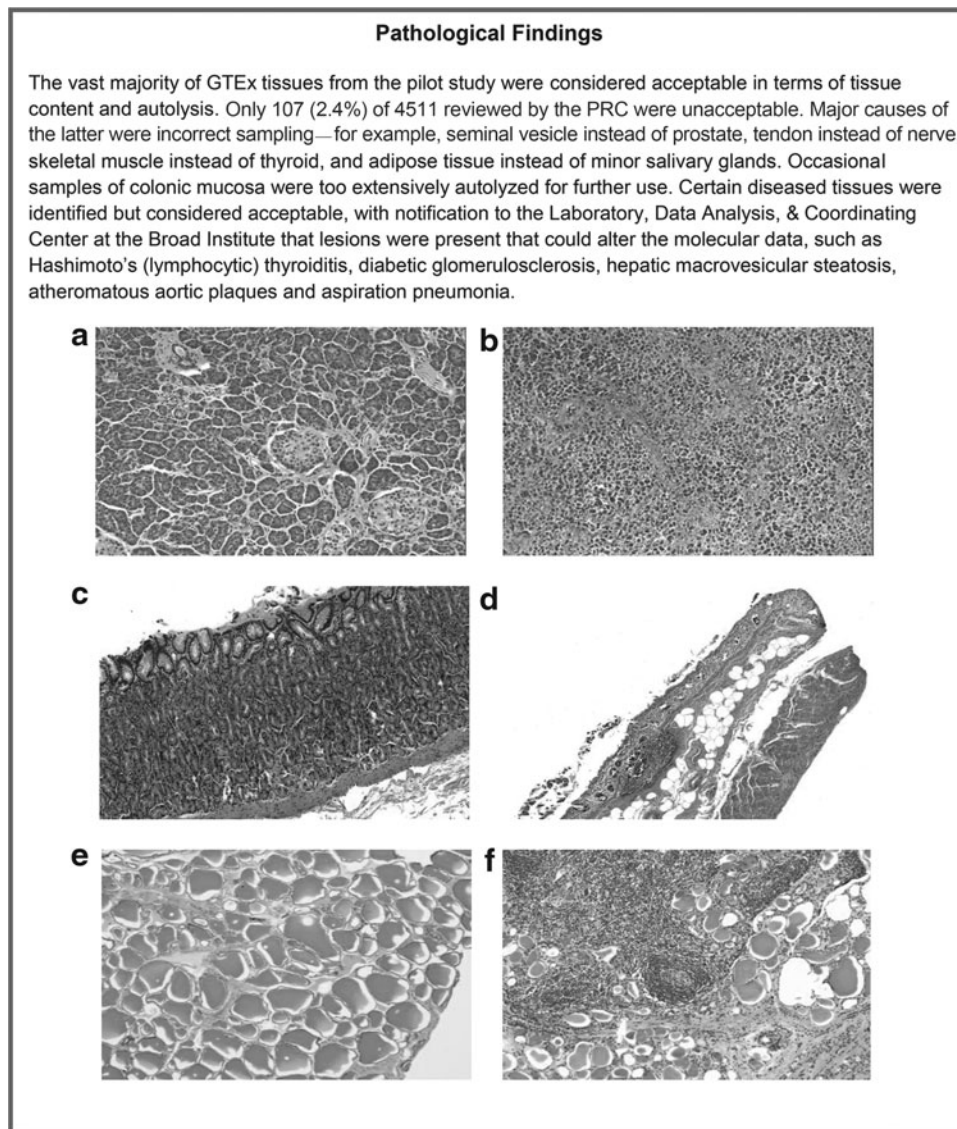 Pathological Findings
The vast majority of GTEx tissues from the pilot study were considered acceptable in terms of tissue
content and autolysis. Only 107 (2.4%) of 4511 reviewed by the PRC were unacceptable. Major causes of
the latter were incorrect sampling—for example, seminal vesicle instead of prostate, tendon instead of nerve
skeletal muscle instead of thyroid, and adipose tissue instead of minor salivary glands. Occasional
samples of colonic mucosa were too extensively autolyzed for further use. Certain diseased tissues were
identified but considered acceptable, with notification to the Laboratory, Data Analysis, & Coordinating
Center at the Broad Institute that lesions were present that could alter the molecular data, such as
Hashimoto's (lymphocytic) thyroiditis, diabetic glomerulosclerosis, hepatic macrovesicular steatosis,
atheromatous aortic plaques and aspiration pneumonia.
a
b
c
d
e
f